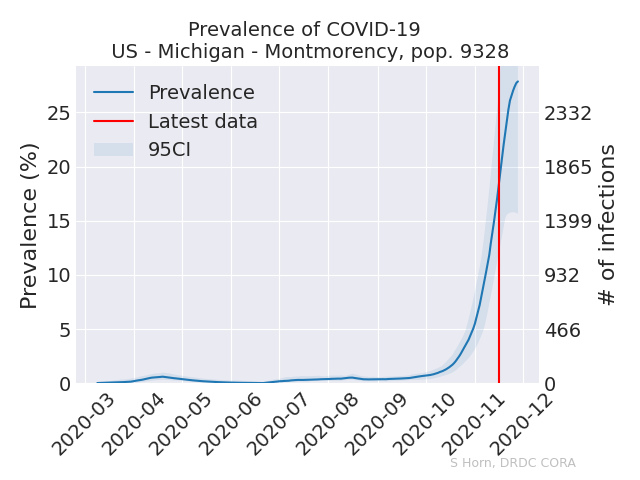 Prevalence of COVID-19
US - Michigan - Montmorency, pop. 9328
Prevalence
Latest data
95CI
Prevalence (%)
25
20
15
10
5
0
2332
1865
1399
932
466
0
# of infections
2020-03
2020-04
2020-05
2020-06
2020-07
2020-08
2020-09
2020-10
2020-11
2020-12
S Horn, DRDC CORA